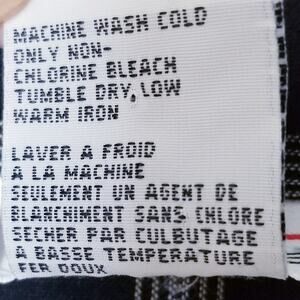 MACHINE WASH COLD
ONLY NON-
CHLORINE BLEACH
TUMBLE DRY, LOW
WARM IRON
LAVER A FROID
A LA MACHINE
SEULEMENT UN AGENT DE
BLANCHIMENT SANS CHLORE
SECHER PAR CULBUTAGE
A BASSE TEMPERATURE
FER DOUX